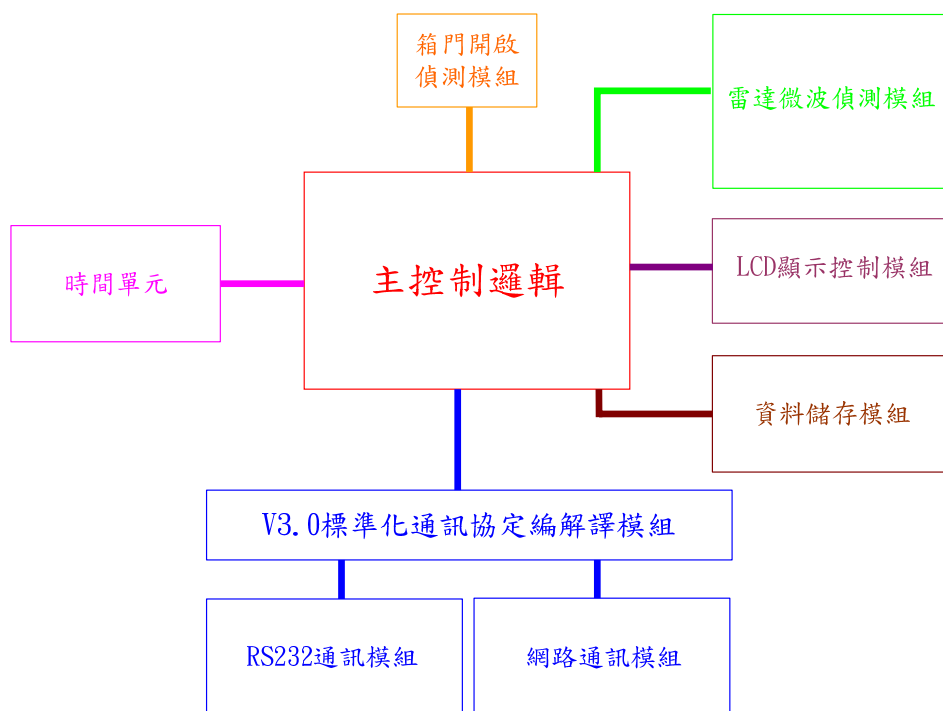 箱門開啟
偵測模組
雷達微波偵測模組
時間單元
主控制邏輯
LCD顯示控制模組
資料儲存模組
V3.0標準化通訊協定編解譯模組
RS232通訊模組
網路通訊模組